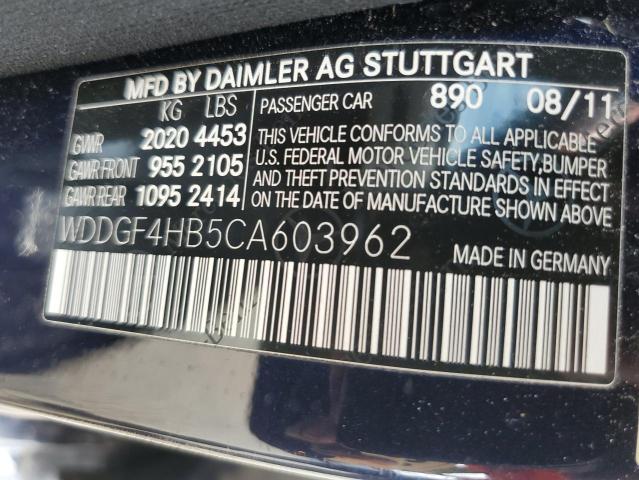 MFD BY DAIMLER AG STUTTGART
KG LBS
GVWR 2020 4453
GAWR FRONT 955 2105
GAWR REAR 1095 2414
PASSENGER CAR 890 08/11
THIS VEHICLE CONFORMS TO ALL APPLICABLE
U.S. FEDERAL MOTOR VEHICLE SAFETY, BUMPER
AND THEFT PREVENTION STANDARDS IN EFFECT
ON THE DATE OF MANUFACTURE SHOWN ABOVE
WDDGF4HB5CA603962
MADE IN GERMANY